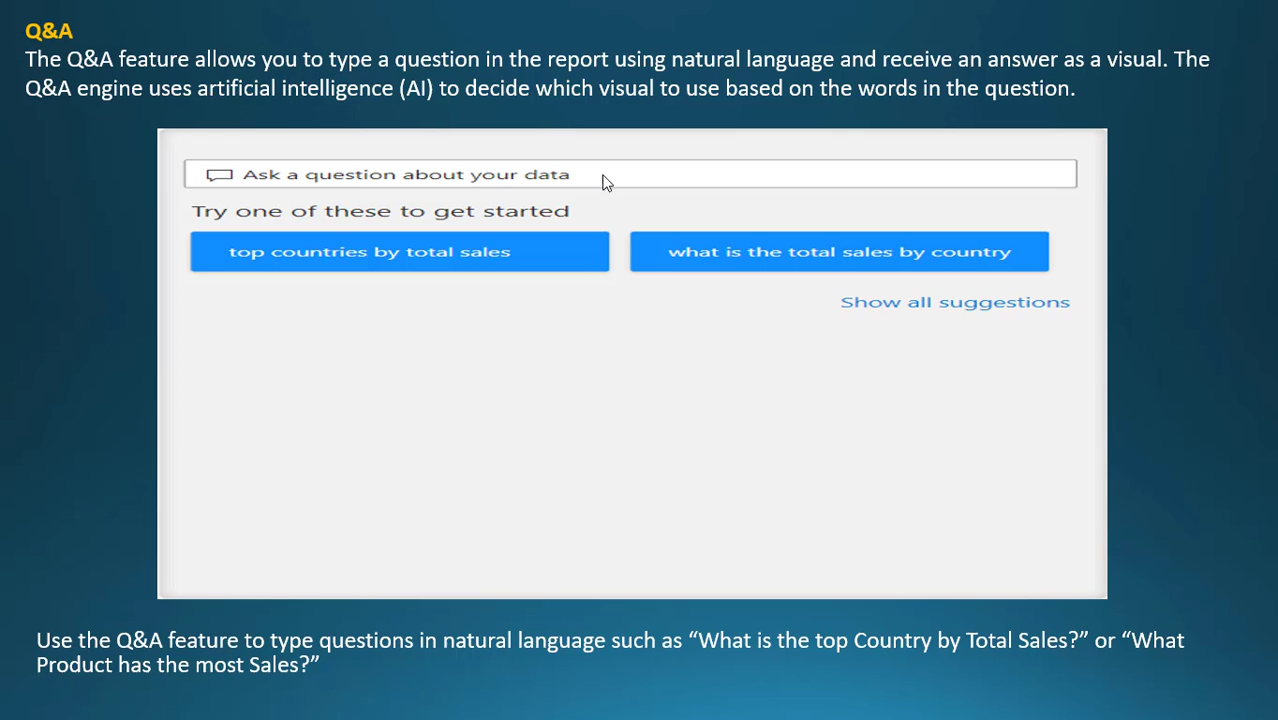 Q&A
The Q&A feature allows you to type a question in the report using natural language and receive an answer as a visual. The
Q&A engine uses artificial intelligence (AI) to decide which visual to use based on the words in the question.
Ask a question about your data
Try one of these to get started
top countries by total sales
what is the total sales by country
Show all suggestions
Use the Q&A feature to type questions in natural language such as “What is the top Country by Total Sales?” or “What
Product has the most Sales?”